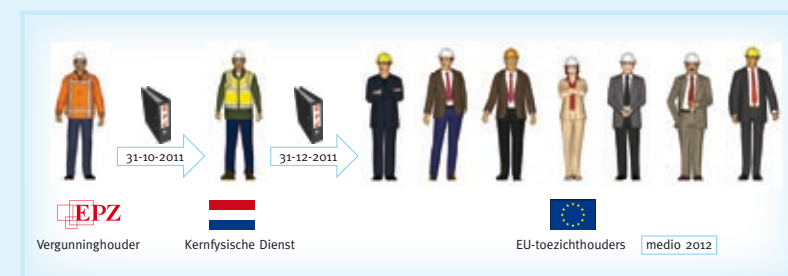 31-10-2011
31-12-2011
EPZ
Vergunninghouder
Kernfysische Dienst
EU-toezichthouders
medio 2012